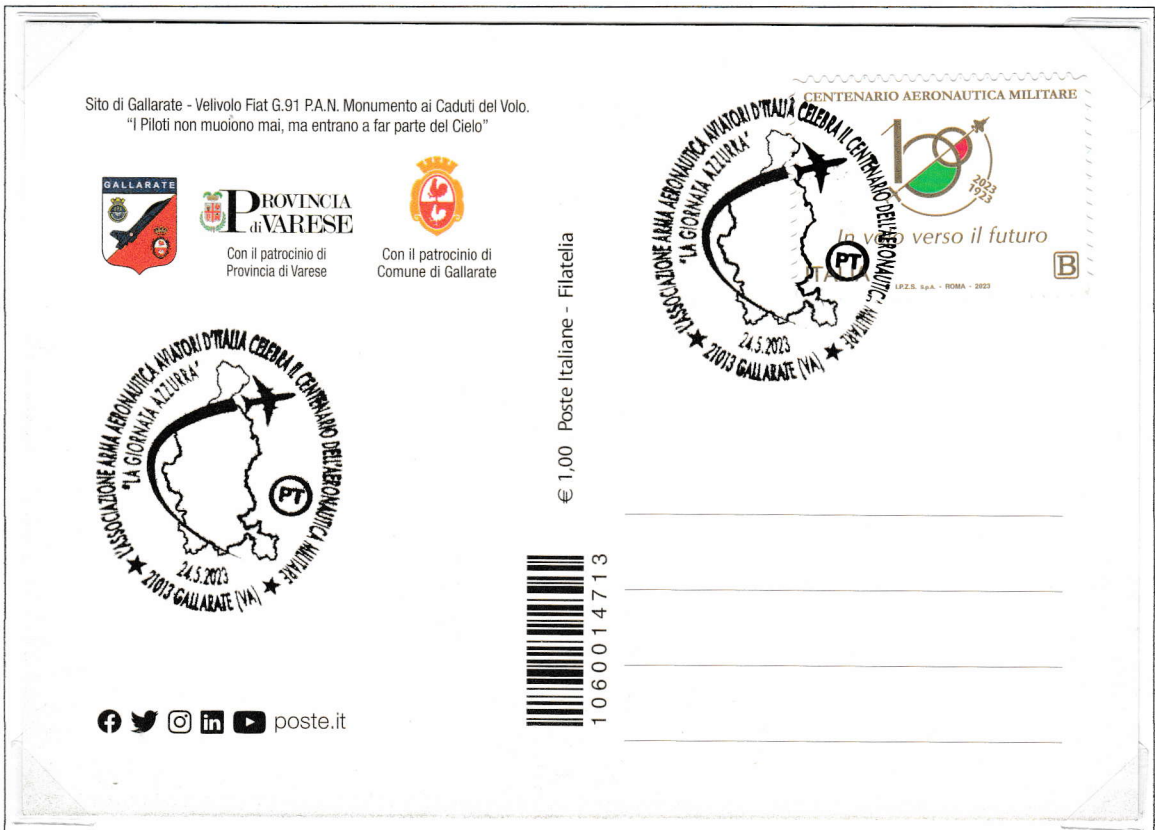 Sito di Gallarate - Velivolo Fiat G.91 P.A.N. Monumento ai Caduti del Volo.
"I Piloti non muoiono mai, ma entrano a far parte del Cielo"
GALLARATE
PROVINCIA
di VARESE
Con il patrocinio di
Provincia di Varese
Con il patrocinio di
Comune di Gallarate
L'ASSOCIAZIONE ARMA AERONAUTICA AVIATORI D'ITALIA CELEBRA IL CENTENARIO DELL'AERONAUTICA MILITARE
"LA GIORNATA AZZURRA"
PT
24.5.2023
★ 21013 GALLARATE (VA) ★
poste.it
€ 1,00 Poste Italiane - Filatelia
1060014713
CENTENARIO AERONAUTICA MILITARE
2023
1923
In volo verso il futuro
ITALIA
B
I.P.Z.S. S.p.A. - ROMA - 2023
L'ASSOCIAZIONE ARMA AERONAUTICA AVIATORI D'ITALIA CELEBRA IL CENTENARIO DELL'AERONAUTICA MILITARE
"LA GIORNATA AZZURRA"
PT
24.5.2023
★ 21013 GALLARATE (VA) ★